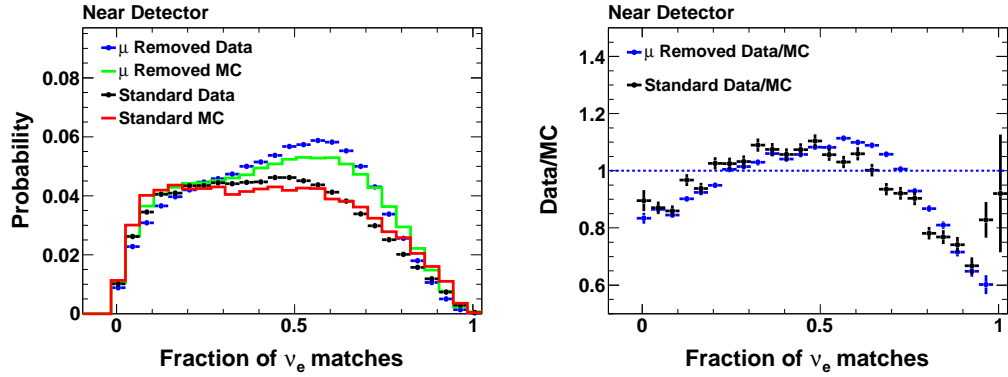 Near Detector
μ Removed Data
μ Removed MC
Standard Data
Standard MC
Probability
0.08
0.06
0.04
0.02
0
0 0.5 1
Fraction of νe matches
Near Detector
μ Removed Data/MC
Standard Data/MC
Data/MC
1.4
1.2
1
0.8
0.6
0 0.5 1
Fraction of νe matches